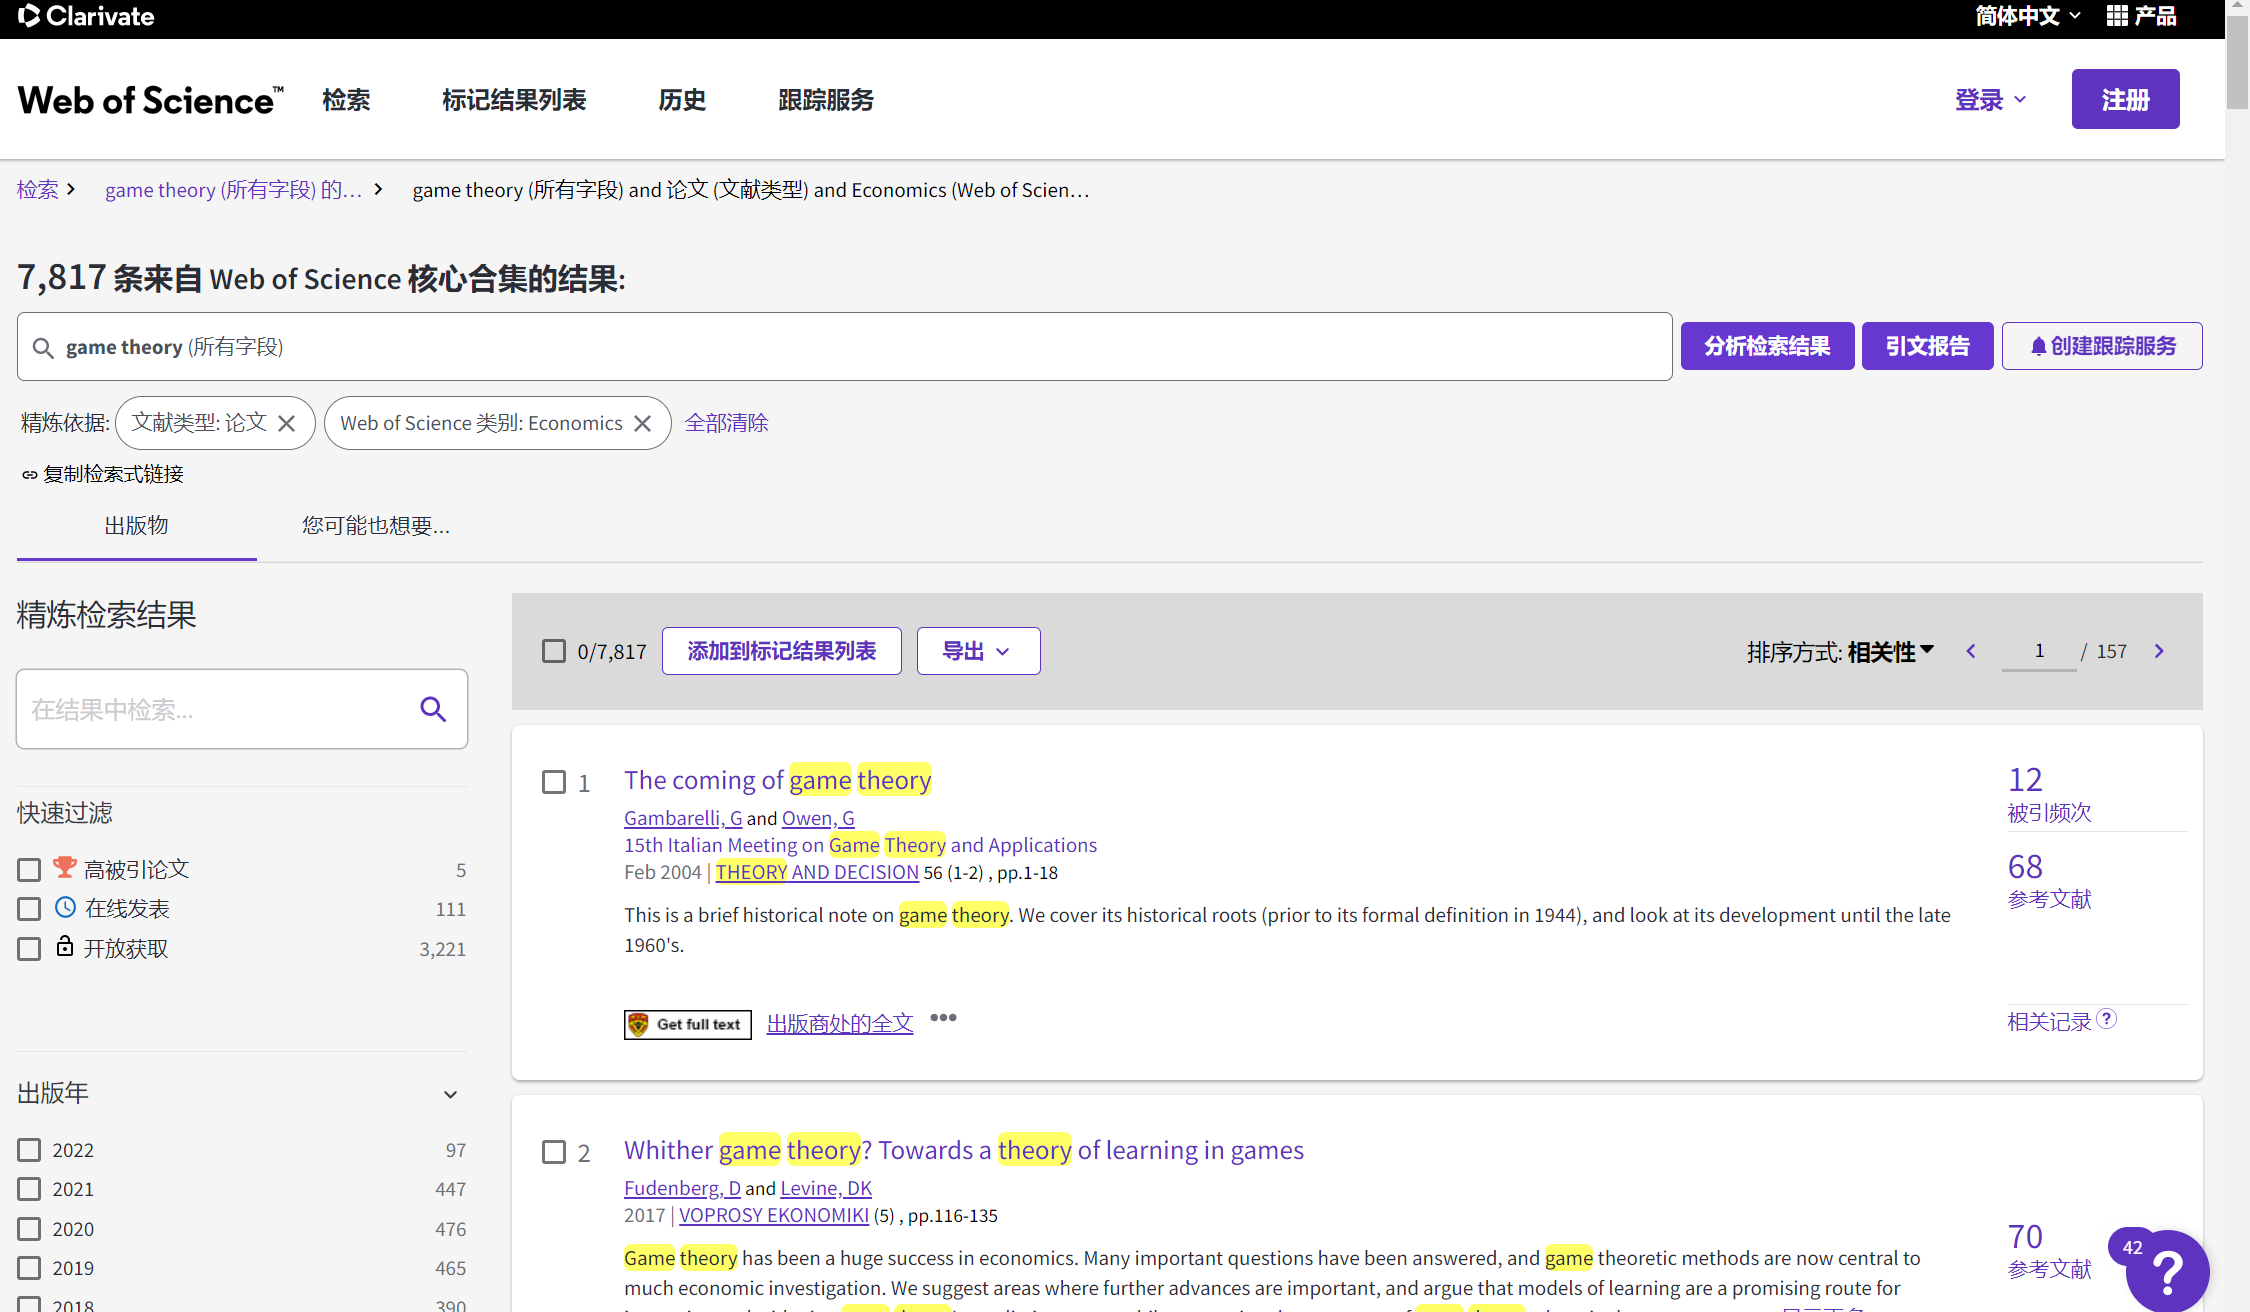 Clarivate
简体中文 产品
Web of Science™ 检索 标记结果列表 历史 跟踪服务 登录 注册
检索 > game theory (所有字段) 的… > game theory (所有字段) and 论文 (文献类型) and Economics (Web of Scien…
7,817 条来自 Web of Science 核心合集的结果:
game theory (所有字段)
分析检索结果 引文报告 创建跟踪服务
精炼依据: 文献类型: 论文 Web of Science 类别: Economics 全部清除
复制检索式链接
出版物 您可能也想要...
精炼检索结果
在结果中检索...
快速过滤
高被引论文 5
在线发表 111
开放获取 3,221
出版年
2022 97
2021 447
2020 476
2019 465
2018 390
0/7,817 添加到标记结果列表 导出 排序方式: 相关性 1 / 157
1 The coming of game theory
Gambarelli, G and Owen, G
15th Italian Meeting on Game Theory and Applications
Feb 2004 | THEORY AND DECISION 56 (1-2) , pp.1-18
This is a brief historical note on game theory. We cover its historical roots (prior to its formal definition in 1944), and look at its development until the late
1960's.
Get full text 出版商处的全文 •••
12
被引频次
68
参考文献
相关记录 ?
2 Whither game theory? Towards a theory of learning in games
Fudenberg, D and Levine, DK
2017 | VOPROSY EKONOMIKI (5) , pp.116-135
Game theory has been a huge success in economics. Many important questions have been answered, and game theoretic methods are now central to
much economic investigation. We suggest areas where further advances are important, and argue that models of learning are a promising route for
70
参考文献
42
?